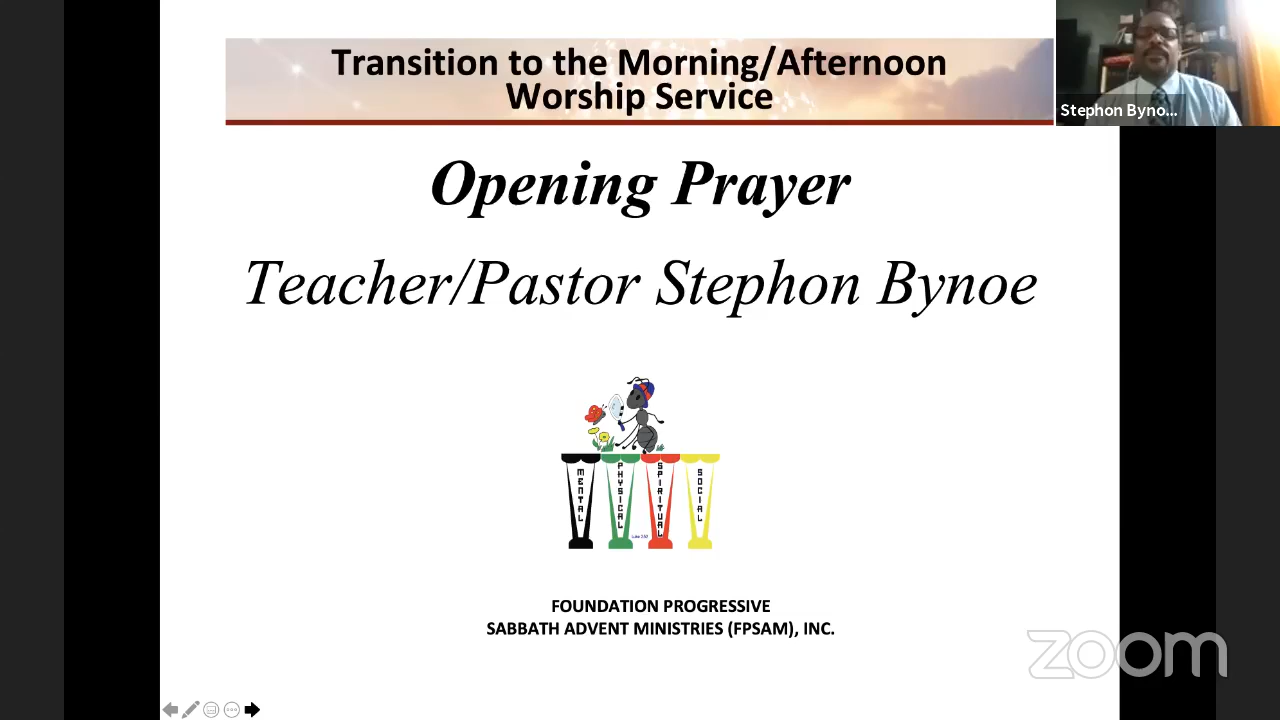 Transition to the Morning/Afternoon
Worship Service
Stephon Byno...
Opening Prayer
Teacher/Pastor Stephon Bynoe
MENTAL
PHYSICAL
SPIRITUAL
SOCIAL
FOUNDATION PROGRESSIVE
SABBATH ADVENT MINISTRIES (FPSAM), INC.
zoom